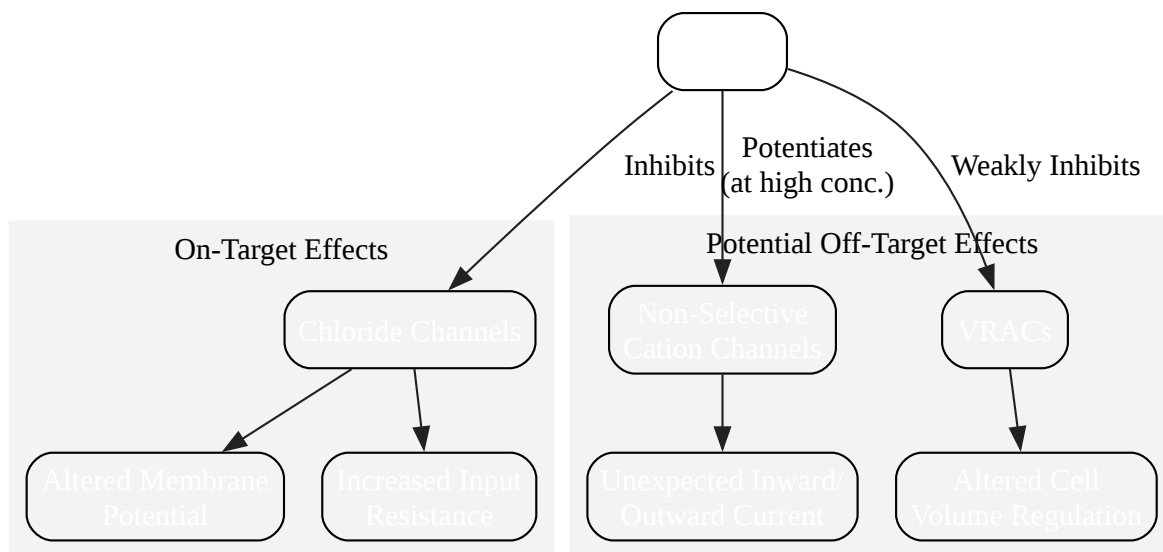 Inhibits
Potentiates
(at high conc.)
Weakly Inhibits
On-Target Effects
Potential Off-Target Effects
Chloride Channels
Non-Selective
Cation Channels
VRACs
Altered Membrane
Potential
Increased Input
Resistance
Unexpected Inward/
Outward Current
Altered Cell
Volume Regulation